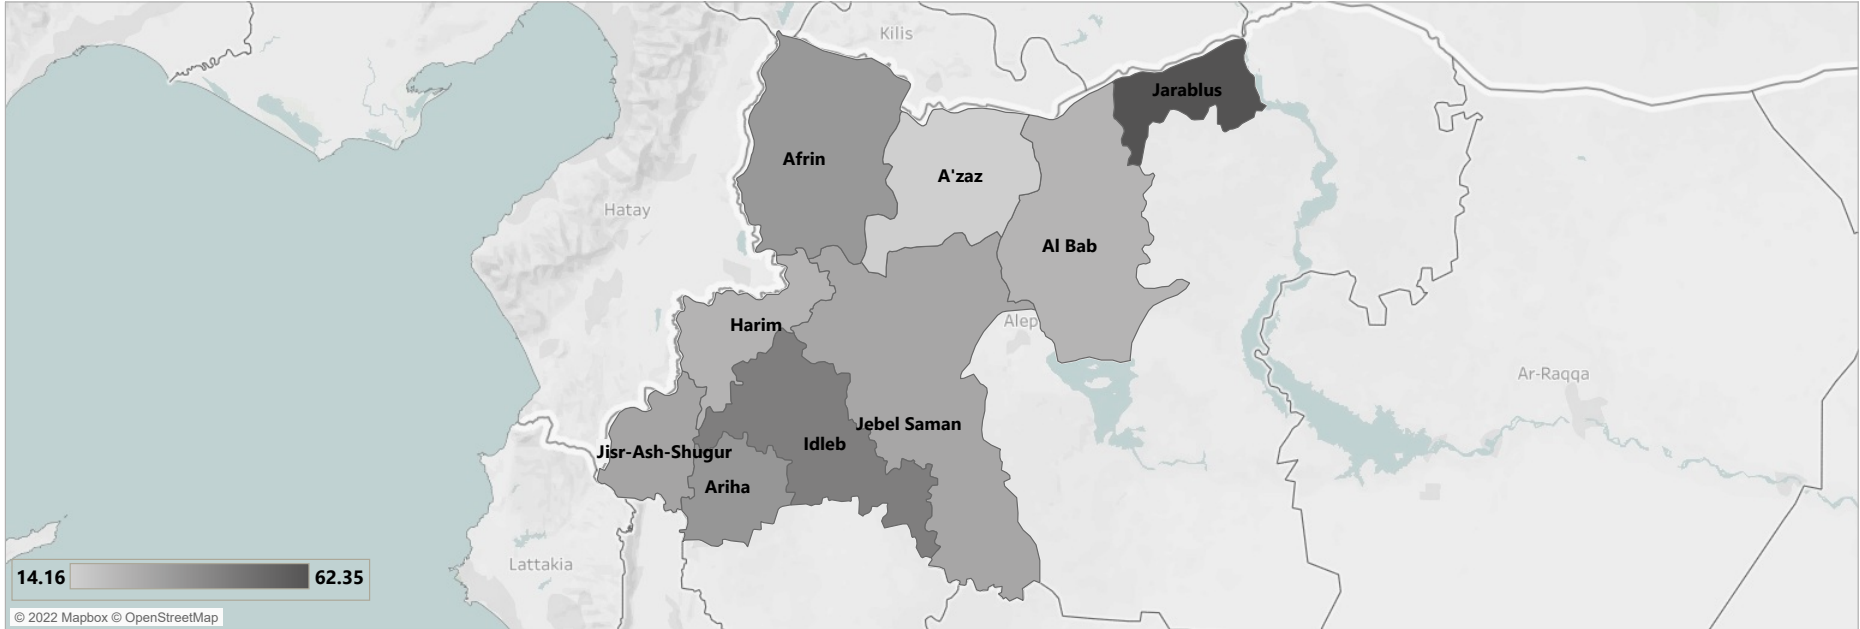 Kilis
Jarablus
Afrin
A'zaz
Hatay
Al Bab
Harim
Alep
Ar-Raqqa
Jebel Saman
Idleb
Jisr-Ash-Shugur
Ariha
Lattakia
14.16
62.35
© 2022 Mapbox © OpenStreetMap